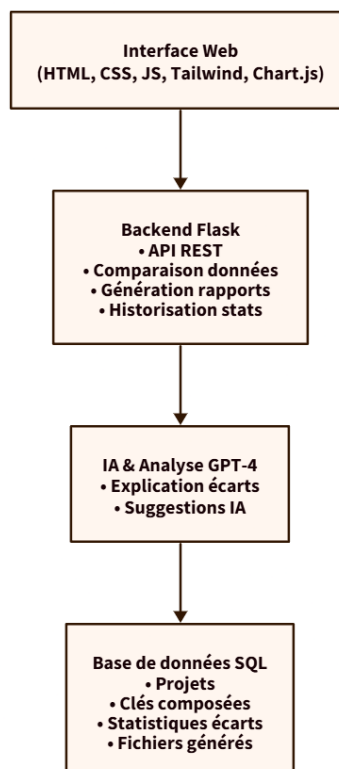 Interface Web
(HTML, CSS, JS, Tailwind, Chart.js)
Backend Flask
• API REST
• Comparaison données
• Génération rapports
• Historisation stats
IA & Analyse GPT-4
• Explication écarts
• Suggestions IA
Base de données SQL
• Projets
• Clés composées
• Statistiques écarts
• Fichiers générés